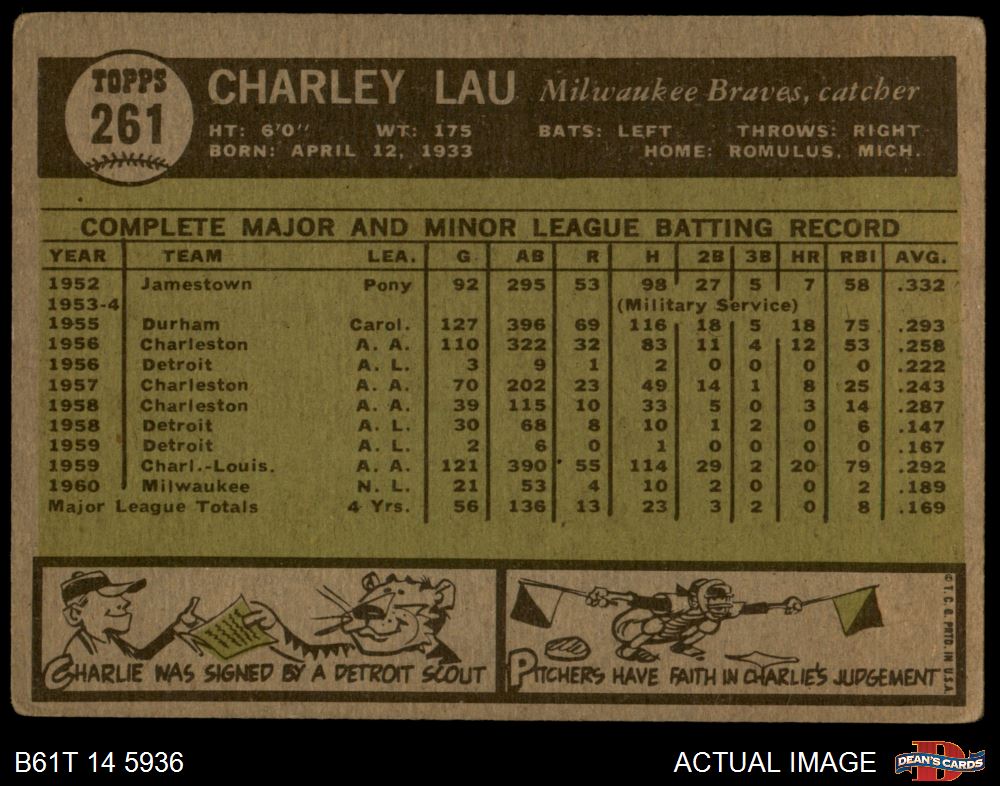 TOPPS
261
CHARLEY LAU Milwaukee Braves, catcher
HT: 6'0" WT: 175 BATS: LEFT THROWS: RIGHT
BORN: APRIL 12, 1933 HOME: ROMULUS, MICH.
COMPLETE MAJOR AND MINOR LEAGUE BATTING RECORD
YEAR TEAM LEA. G AB R H 2B 3B HR RBI AVG.
1952 Jamestown Pony 92 295 53 98 27 5 7 58 .332
1953-4 (Military Service)
1955 Durham Carol. 127 396 69 116 18 5 18 75 .293
1956 Charleston A. A. 110 322 32 83 11 4 12 53 .258
1956 Detroit A. L. 3 9 1 2 0 0 0 0 .222
1957 Charleston A. A. 70 202 23 49 14 1 8 25 .243
1958 Charleston A. A. 39 115 10 33 5 0 3 14 .287
1958 Detroit A. L. 30 68 8 10 1 2 0 6 .147
1959 Detroit A. L. 2 6 0 1 0 0 0 0 .167
1959 Charl.-Louis. A. A. 121 390 55 114 29 2 20 79 .292
1960 Milwaukee N. L. 21 53 4 10 2 0 0 2 .189
Major League Totals 4 Yrs. 56 136 13 23 3 2 0 8 .169
CHARLIE WAS SIGNED BY A DETROIT SCOUT
PITCHERS HAVE FAITH IN CHARLIE'S JUDGEMENT
© T. C. G. PRTD. IN U.S.A.
B61T 14 5936
ACTUAL IMAGE
D
DEAN'S CARDS